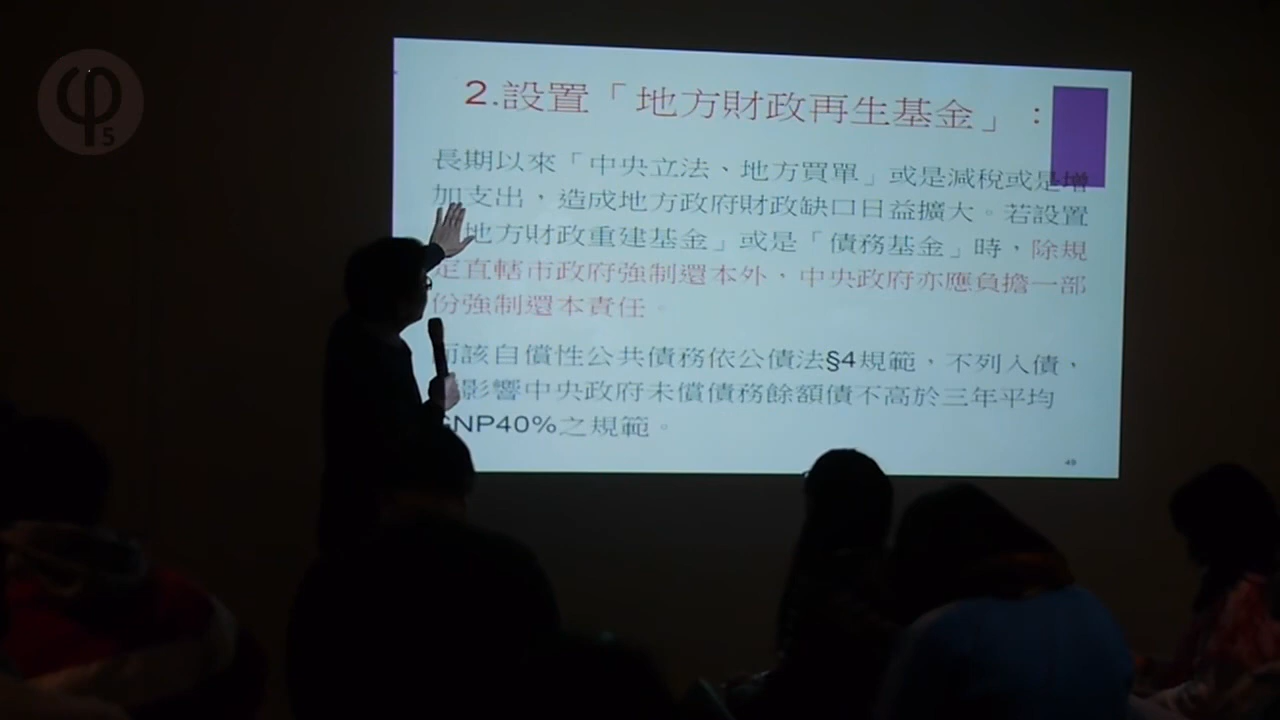 φ5
2.設置「地方財政再生基金」：
長期以來「中央立法、地方買單」或是減稅或是增
加支出，造成地方政府財政缺口日益擴大。若設置
地方財政重建基金」或是「債務基金」時，除規
定直轄市政府強制還本外、中央政府亦應負擔一部
份強制還本責任。
而該自償性公共債務依公債法§4規範，不列入債，
影響中央政府未償債務餘額債不高於三年平均
GNP40%之規範。
49